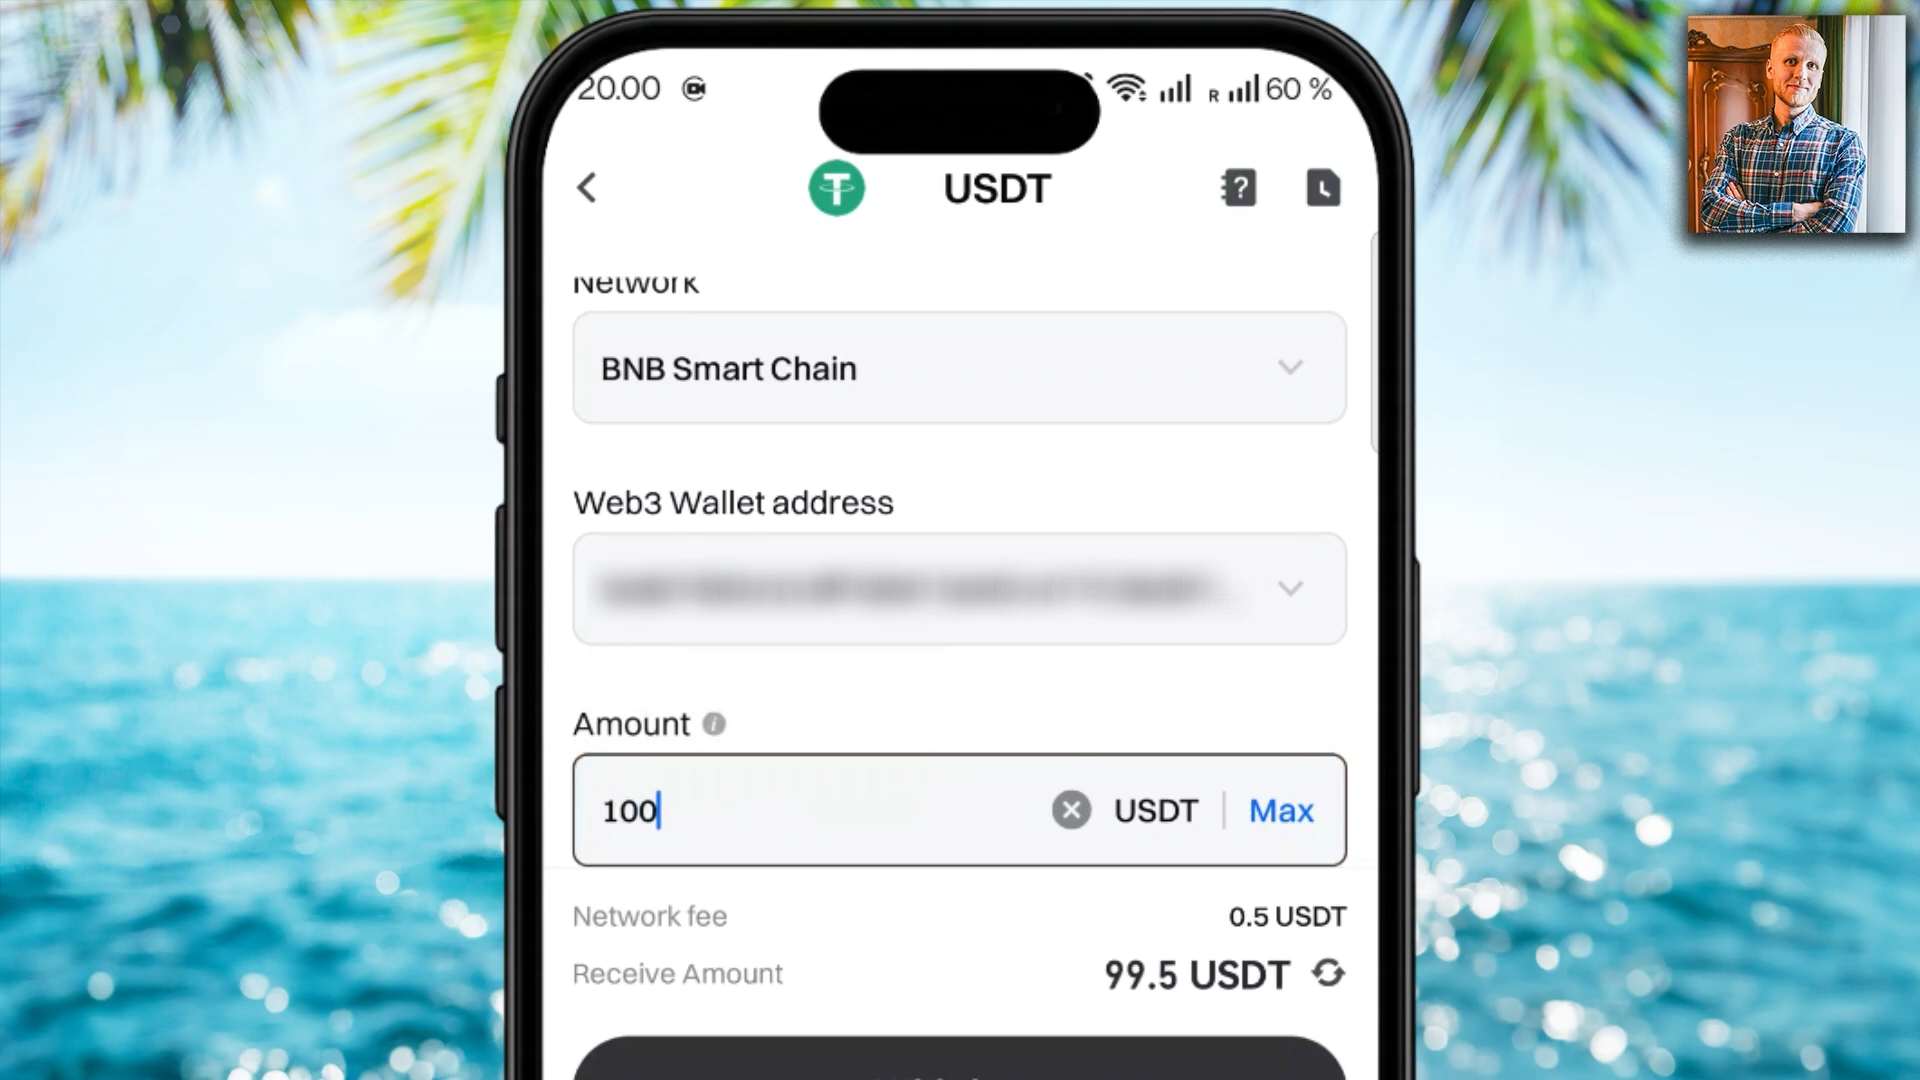 20.00
R 60 %
USDT
Network
BNB Smart Chain
Web3 Wallet address
Amount
100 USDT Max
Network fee 0.5 USDT
Receive Amount 99.5 USDT